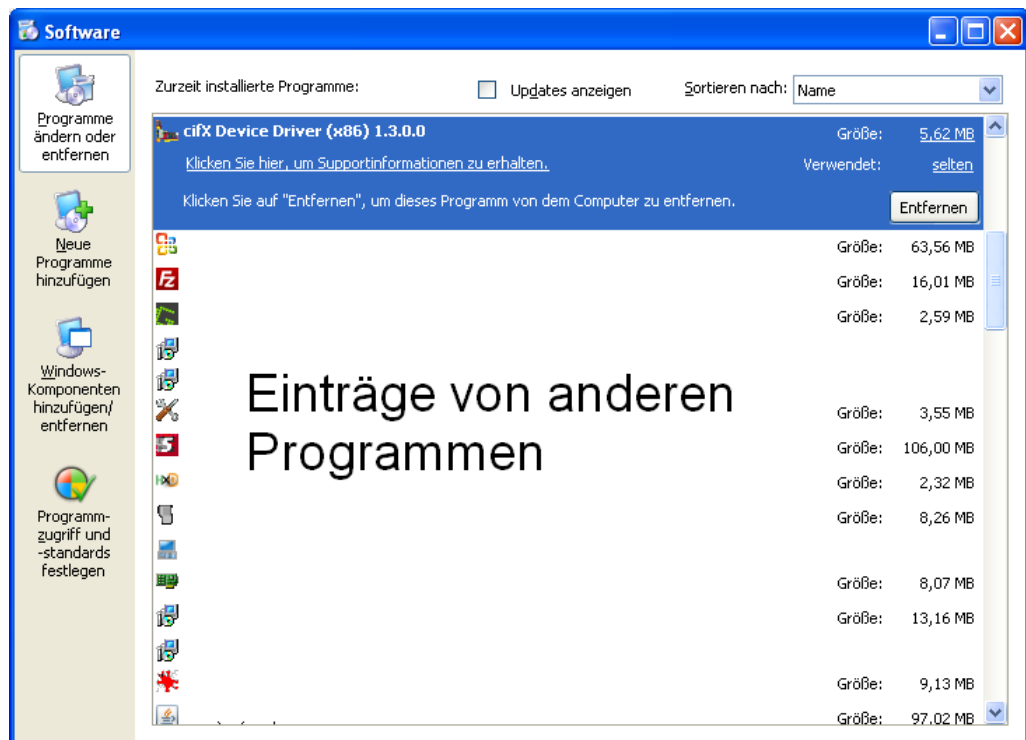 Software
Zurzeit installierte Programme:
Updates anzeigen
Sortieren nach:
Name
Programme
ändern oder
entfernen
Neue
Programme
hinzufügen
Windows-
Komponenten
hinzufügen/
entfernen
Programm-
zugriff und
-standards
festlegen
cifX Device Driver (x86) 1.3.0.0
Größe: 5,62 MB
Klicken Sie hier, um Supportinformationen zu erhalten.
Verwendet: selten
Klicken Sie auf "Entfernen", um dieses Programm von dem Computer zu entfernen.
Entfernen
Größe: 63,56 MB
Größe: 16,01 MB
Größe: 2,59 MB
Einträge von anderen
Programmen
Größe: 3,55 MB
Größe: 106,00 MB
Größe: 2,32 MB
Größe: 8,26 MB
Größe: 8,07 MB
Größe: 13,16 MB
Größe: 9,13 MB
Größe: 97,02 MB